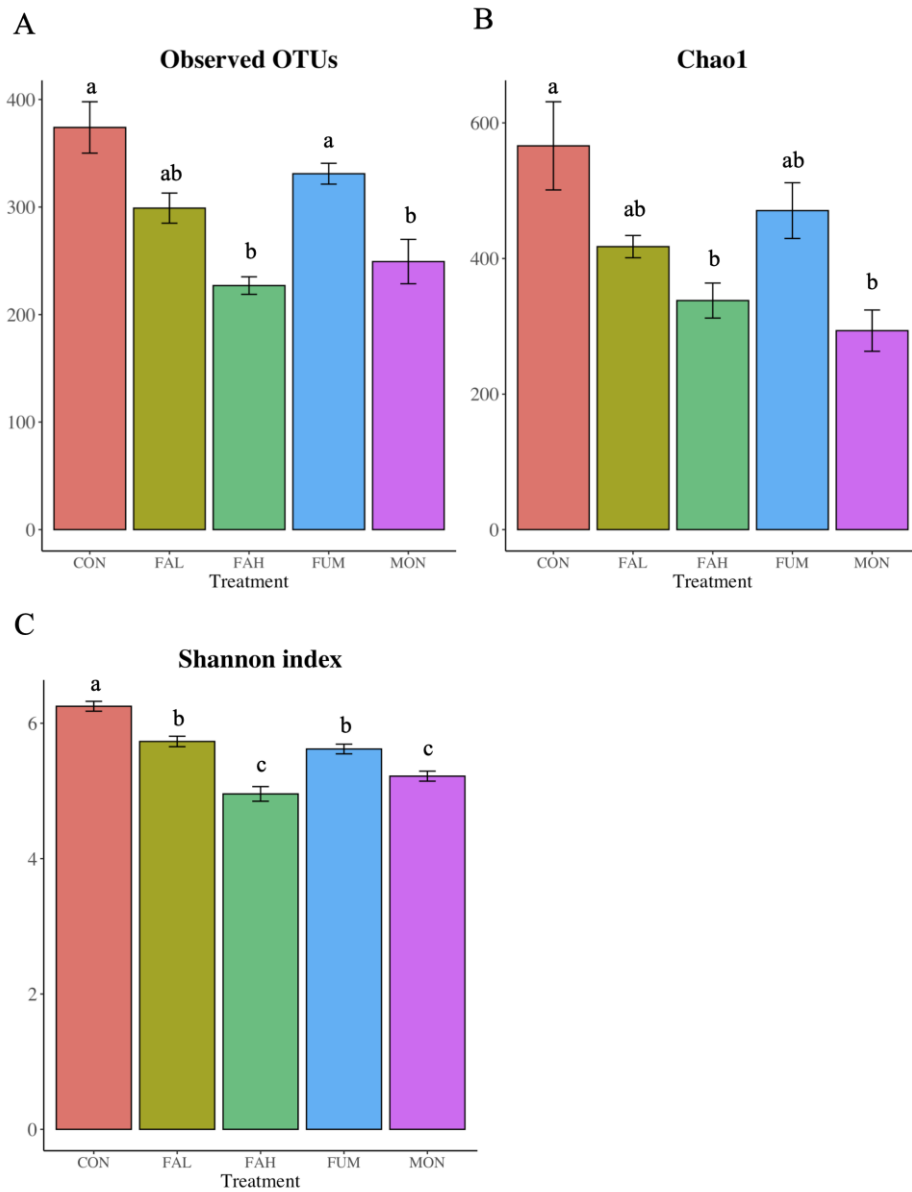 A
Observed OTUs
a
ab
b
a
b
400
300
200
100
0
CON FAL FAH FUM MON
Treatment
B
Chao1
a
ab
b
ab
b
600
400
200
0
CON FAL FAH FUM MON
Treatment
C
Shannon index
a
b
c
b
c
6
4
2
0
CON FAL FAH FUM MON
Treatment